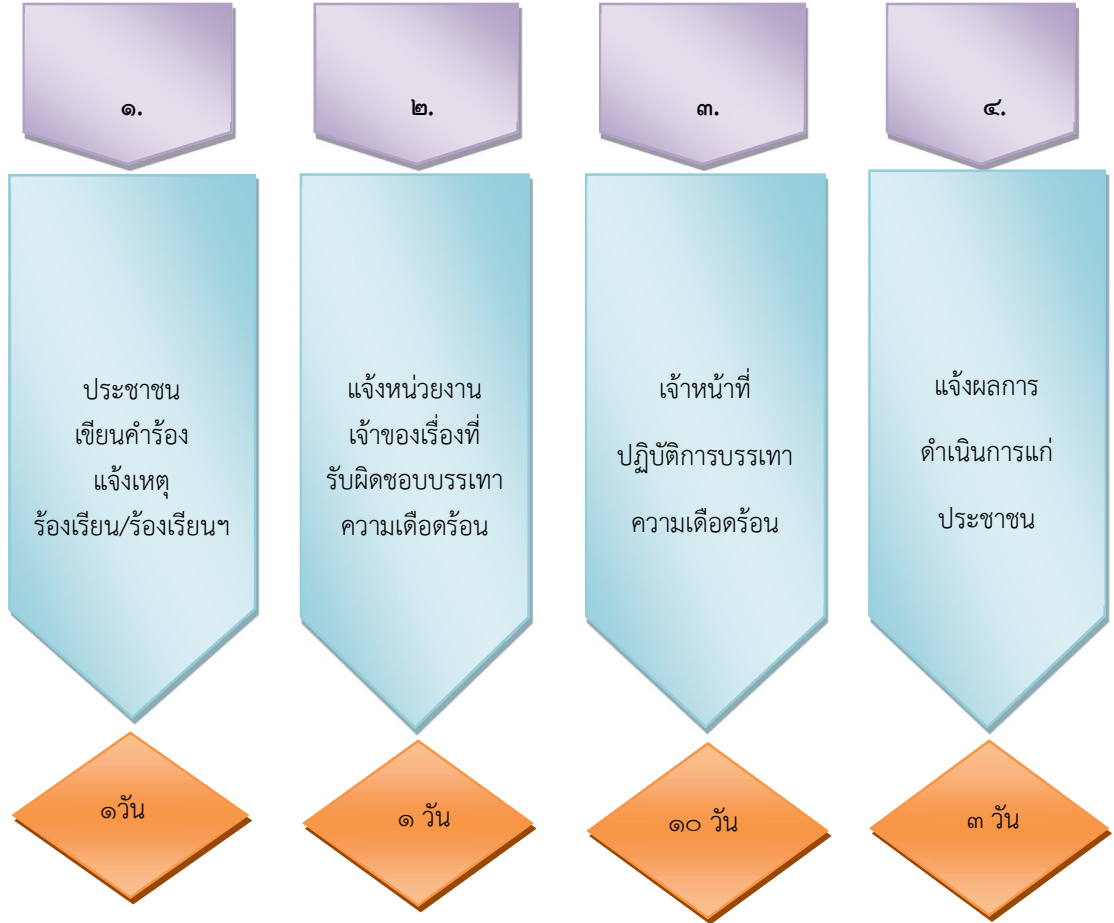 ๑.
ประชาชน
เขียนคำร้อง
แจ้งเหตุ
ร้องเรียน/ร้องเรียนฯ
๑วัน
๒.
แจ้งหน่วยงาน
เจ้าของเรื่องที่
รับผิดชอบบรรเทา
ความเดือดร้อน
๑ วัน
๓.
เจ้าหน้าที่
ปฏิบัติการบรรเทา
ความเดือดร้อน
๑๐ วัน
๔.
แจ้งผลการ
ดำเนินการแก่
ประชาชน
๓ วัน